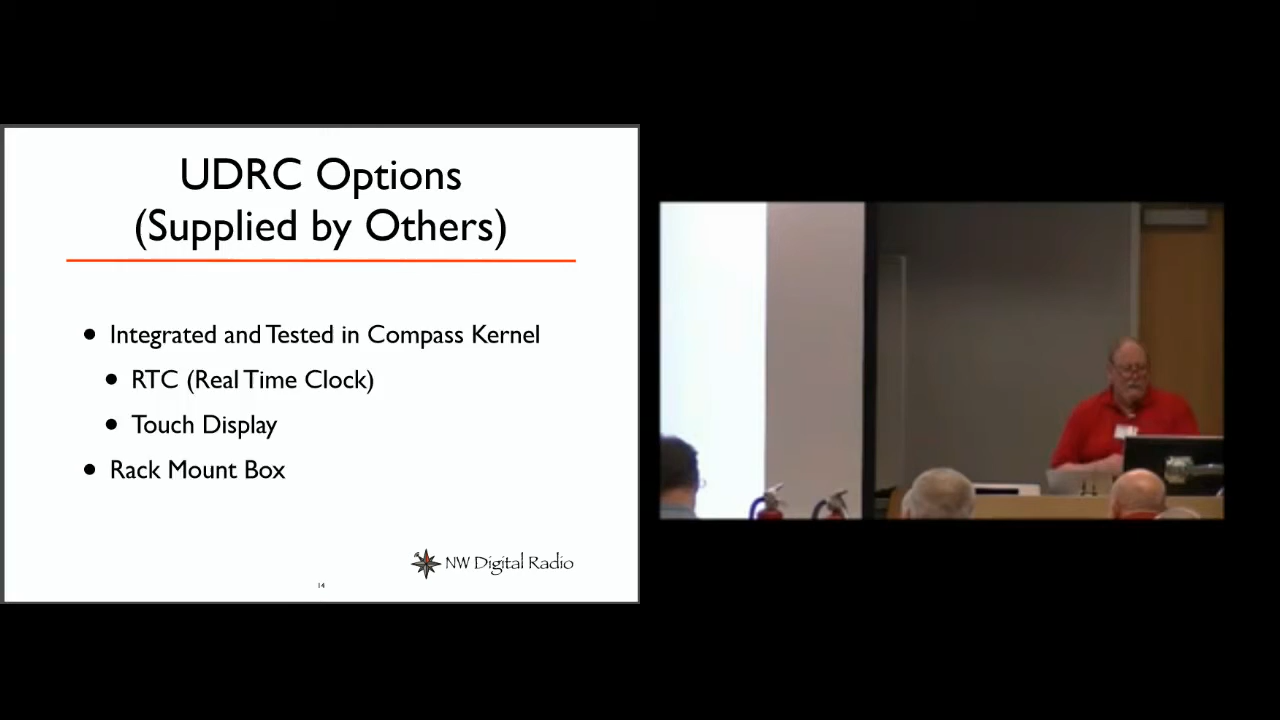 UDRC Options
(Supplied by Others)
• Integrated and Tested in Compass Kernel
• RTC (Real Time Clock)
• Touch Display
• Rack Mount Box
NW Digital Radio
14